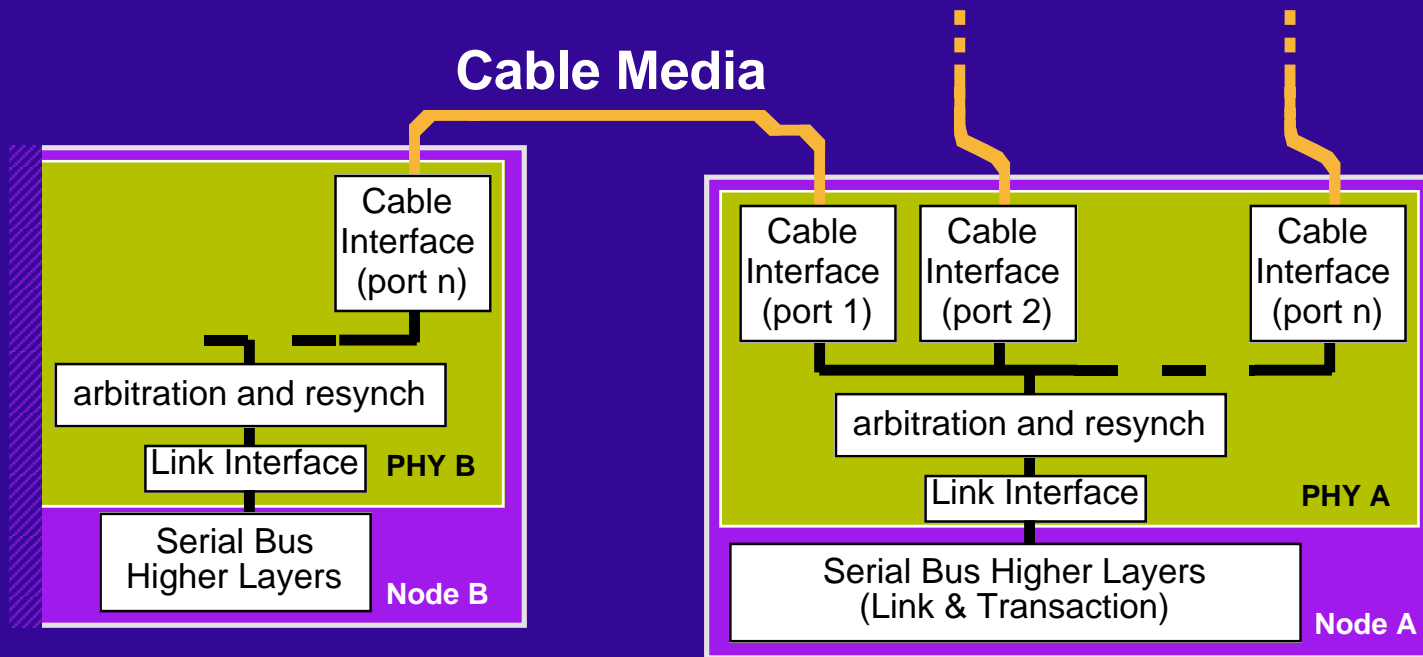 Cable Media
Cable
Interface
(port n)
arbitration and resynch
Link Interface
PHY B
Serial Bus
Higher Layers
Node B
Cable
Interface
(port 1)
Cable
Interface
(port 2)
Cable
Interface
(port n)
arbitration and resynch
Link Interface
PHY A
Serial Bus Higher Layers
(Link & Transaction)
Node A